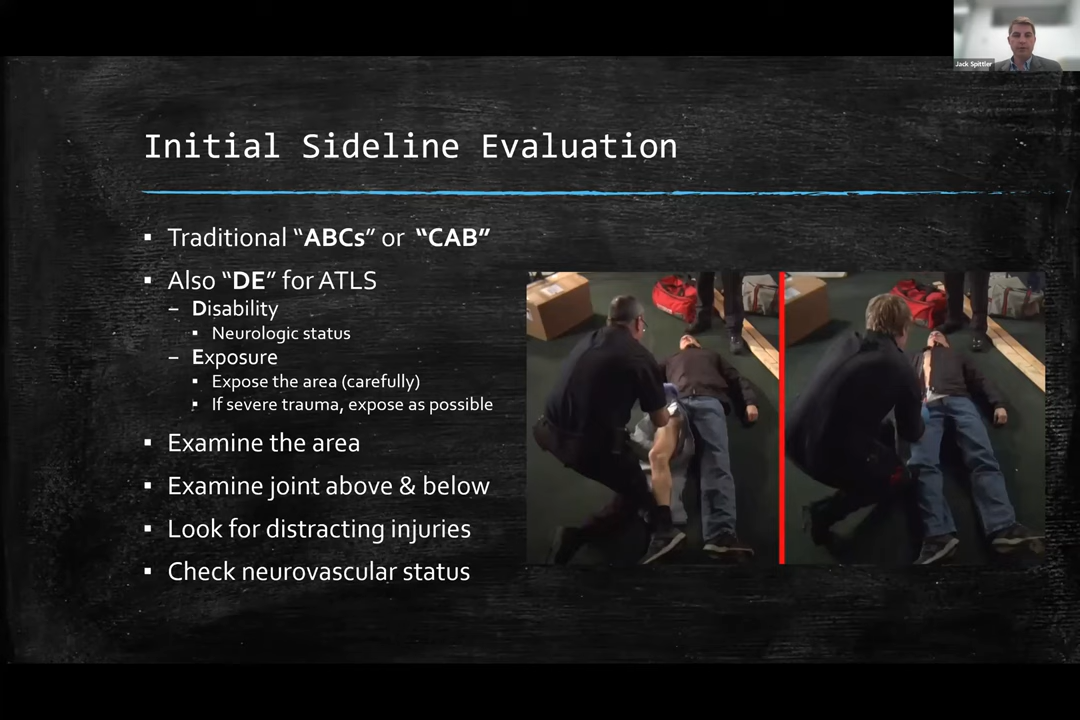 Jack Spittler
Initial Sideline Evaluation
▪ Traditional “ABCs” or “CAB”
▪ Also “DE” for ATLS
– Disability
▪ Neurologic status
– Exposure
▪ Expose the area (carefully)
▪ If severe trauma, expose as possible
▪ Examine the area
▪ Examine joint above & below
▪ Look for distracting injuries
▪ Check neurovascular status